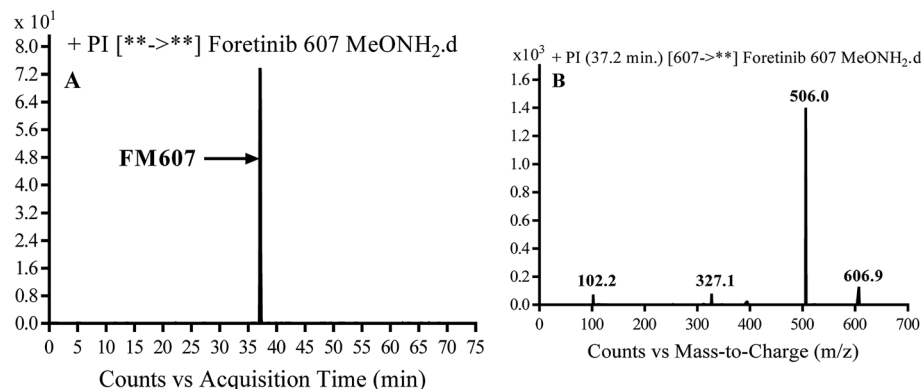 x 10¹
+ PI [**->**] Foretinib 607 MeONH₂.d
8.0
A
7.2
6.4
5.6
FM607
4.8
4.0
3.2
2.4
1.6
0.8
0.0
0 5 10 15 20 25 30 35 40 45 50 55 60 65 70 75
Counts vs Acquisition Time (min)
x10³
+ PI (37.2 min.) [607->**] Foretinib 607 MeONH₂.d
1.6
B
506.0
1.4
1.2
1.0
0.8
0.6
0.4
0.2
102.2 327.1 606.9
0.0
0 100 200 300 400 500 600 700
Counts vs Mass-to-Charge (m/z)